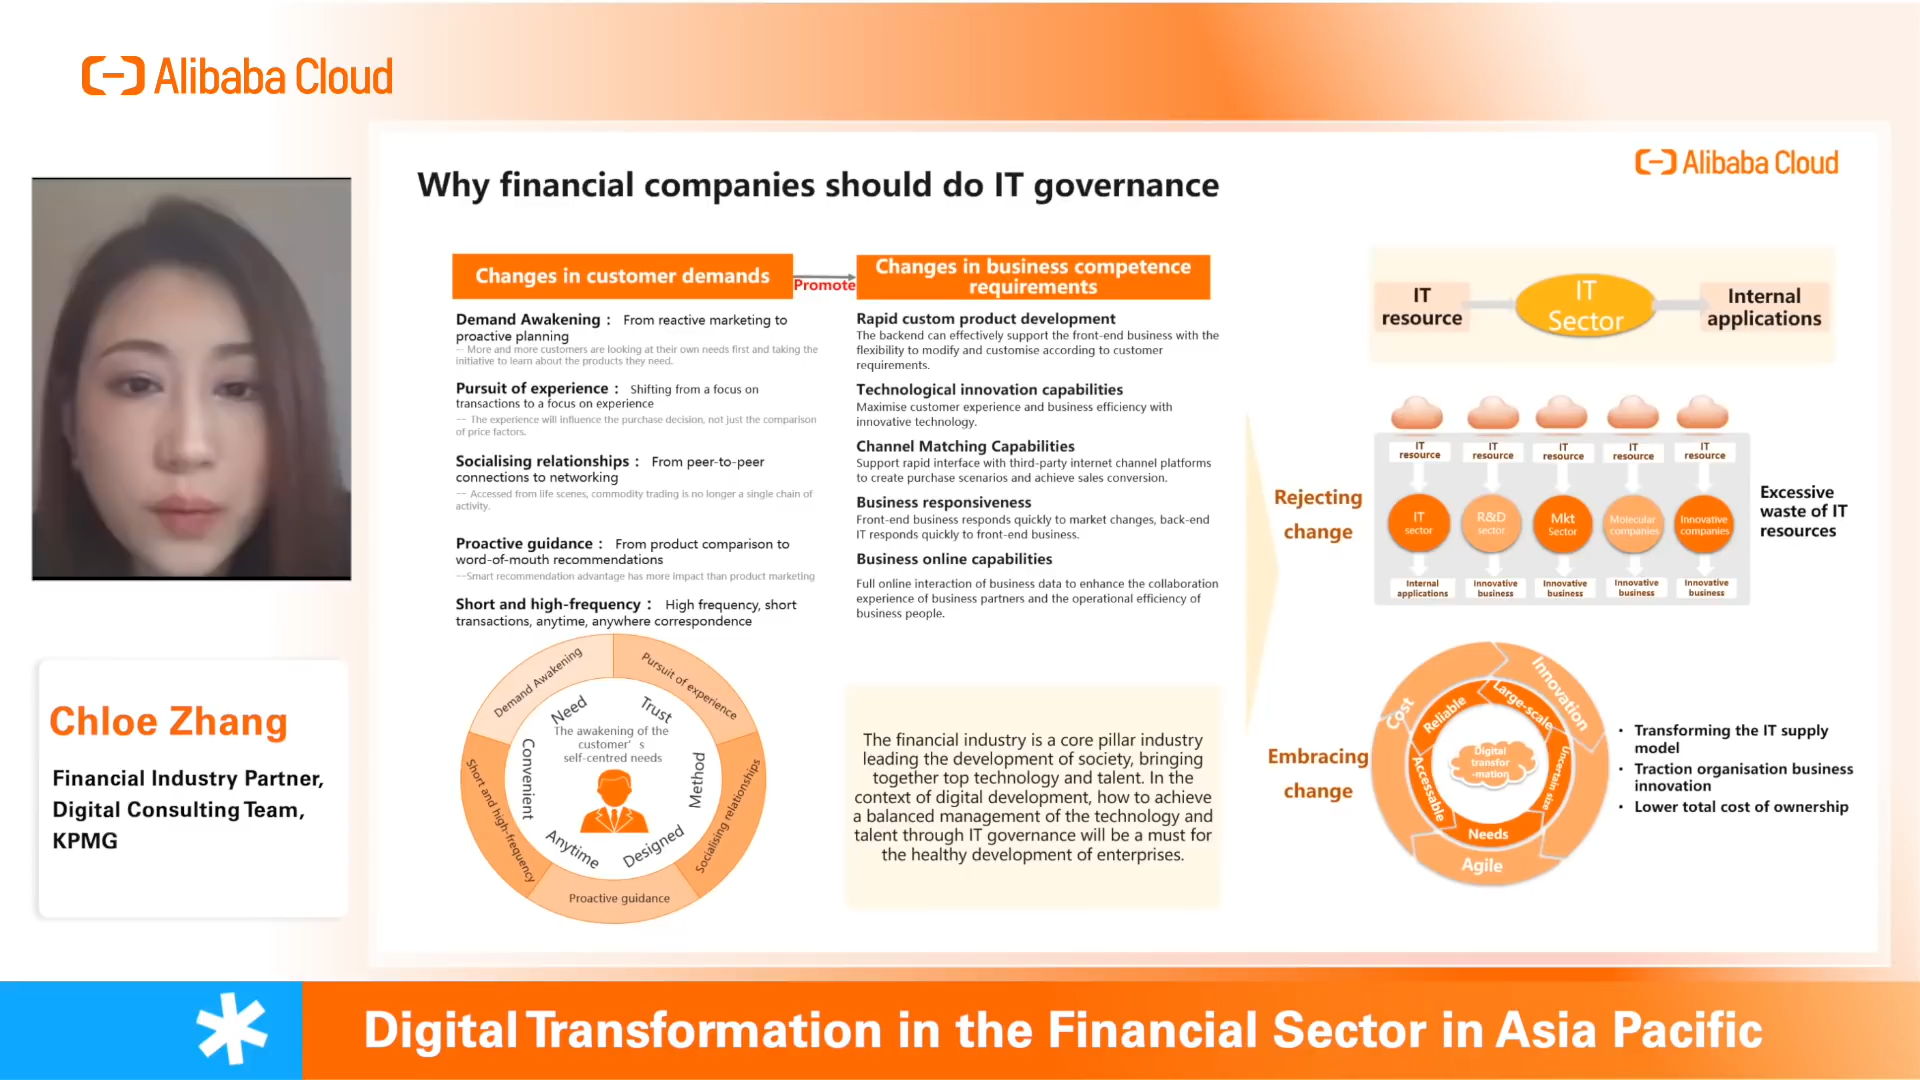 Alibaba Cloud
Alibaba Cloud
Why financial companies should do IT governance
Changes in customer demands
Promote
Changes in business competence
requirements
Demand Awakening： From reactive marketing to
proactive planning
-- More and more customers are looking at their own needs first and taking the
initiative to learn about the products they need.
Pursuit of experience： Shifting from a focus on
transactions to a focus on experience
-- The experience will influence the purchase decision, not just the comparison
of price factors.
Socialising relationships： From peer-to-peer
connections to networking
-- Accessed from life scenes, commodity trading is no longer a single chain of
activity.
Proactive guidance： From product comparison to
word-of-mouth recommendations
--Smart recommendation advantage has more impact than product marketing
Short and high-frequency： High frequency, short
transactions, anytime, anywhere correspondence
Rapid custom product development
The backend can effectively support the front-end business with the
flexibility to modify and customise according to customer
requirements.
Technological innovation capabilities
Maximise customer experience and business efficiency with
innovative technology.
Channel Matching Capabilities
Support rapid interface with third-party internet channel platforms
to create purchase scenarios and achieve sales conversion.
Business responsiveness
Front-end business responds quickly to market changes, back-end
IT responds quickly to front-end business.
Business online capabilities
Full online interaction of business data to enhance the collaboration
experience of business partners and the operational efficiency of
business people.
Demand Awakening
Pursuit of experience
Socialising relationships
Proactive guidance
Short and high-frequency
Need
Trust
Method
Designed
Anytime
Convenient
The awakening of the
customer’s
self-centred needs
The financial industry is a core pillar industry
leading the development of society, bringing
together top technology and talent. In the
context of digital development, how to achieve
a balanced management of the technology and
talent through IT governance will be a must for
the healthy development of enterprises.
IT
resource
IT
Sector
Internal
applications
Rejecting
change
IT
resource
IT
resource
IT
resource
IT
resource
IT
resource
IT
sector
R&D
sector
Mkt
Sector
Molecular
companies
Innovative
companies
Internal
applications
Innovative
business
Innovative
business
Innovative
business
Innovative
business
Excessive
waste of IT
resources
Embracing
change
Cost
Innovation
Agile
Reliable
Large-scale
Uncertain size
Needs
Accessable
Digital
transfor
-mation
• Transforming the IT supply
model
• Traction organisation business
innovation
• Lower total cost of ownership
Chloe Zhang
Financial Industry Partner,
Digital Consulting Team,
KPMG
Digital Transformation in the Financial Sector in Asia Pacific